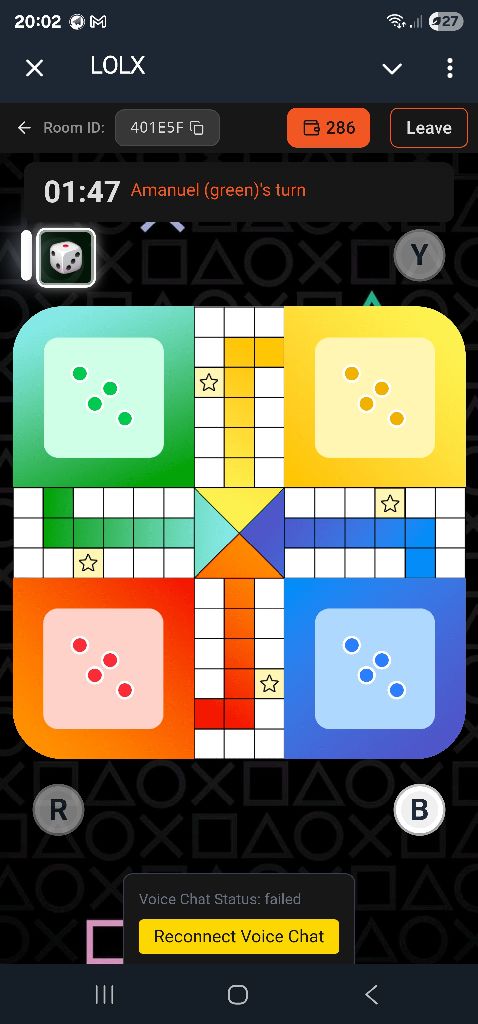 20:02
27
LOLX
Room ID: 401E5F 286 Leave
01:47 Amanuel (green)'s turn
Y
R
B
Voice Chat Status: failed
Reconnect Voice Chat